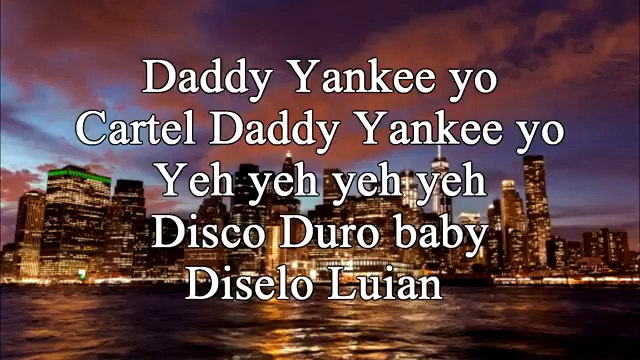 Daddy Yankee yo
Cartel Daddy Yankee yo
Yeh yeh yeh yeh
Disco Duro baby
Diselo Luian